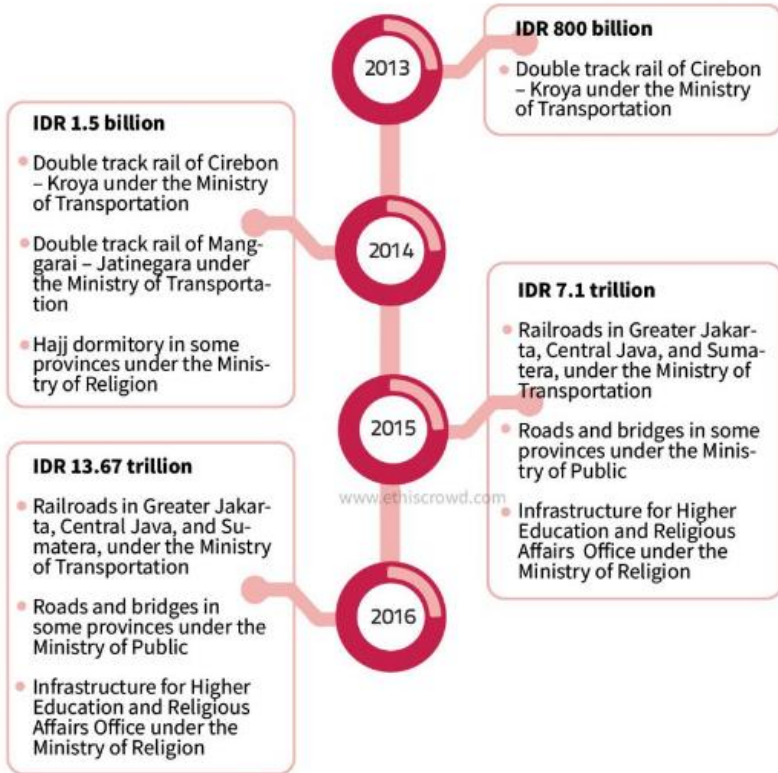 2013
IDR 800 billion
Double track rail of Cirebon
– Kroya under the Ministry
of Transportation
IDR 1.5 billion
Double track rail of Cirebon
– Kroya under the Ministry
of Transportation
Double track rail of Mang-
garai – Jatinegara under
the Ministry of Transporta-
tion
Hajj dormitory in some
provinces under the Minis-
try of Religion
2014
IDR 7.1 trillion
Railroads in Greater Jakar-
ta, Central Java, and Suma-
tera, under the Ministry of
Transportation
Roads and bridges in some
provinces under the Minis-
try of Public
Infrastructure for Higher
Education and Religious
Affairs Office under the
Ministry of Religion
2015
www.ethiscrowd.com
IDR 13.67 trillion
Railroads in Greater Jakar-
ta, Central Java, and Su-
matera, under the Ministry
of Transportation
Roads and bridges in
some provinces under the
Ministry of Public
Infrastructure for Higher
Education and Religious
Affairs Office under the
Ministry of Religion
2016